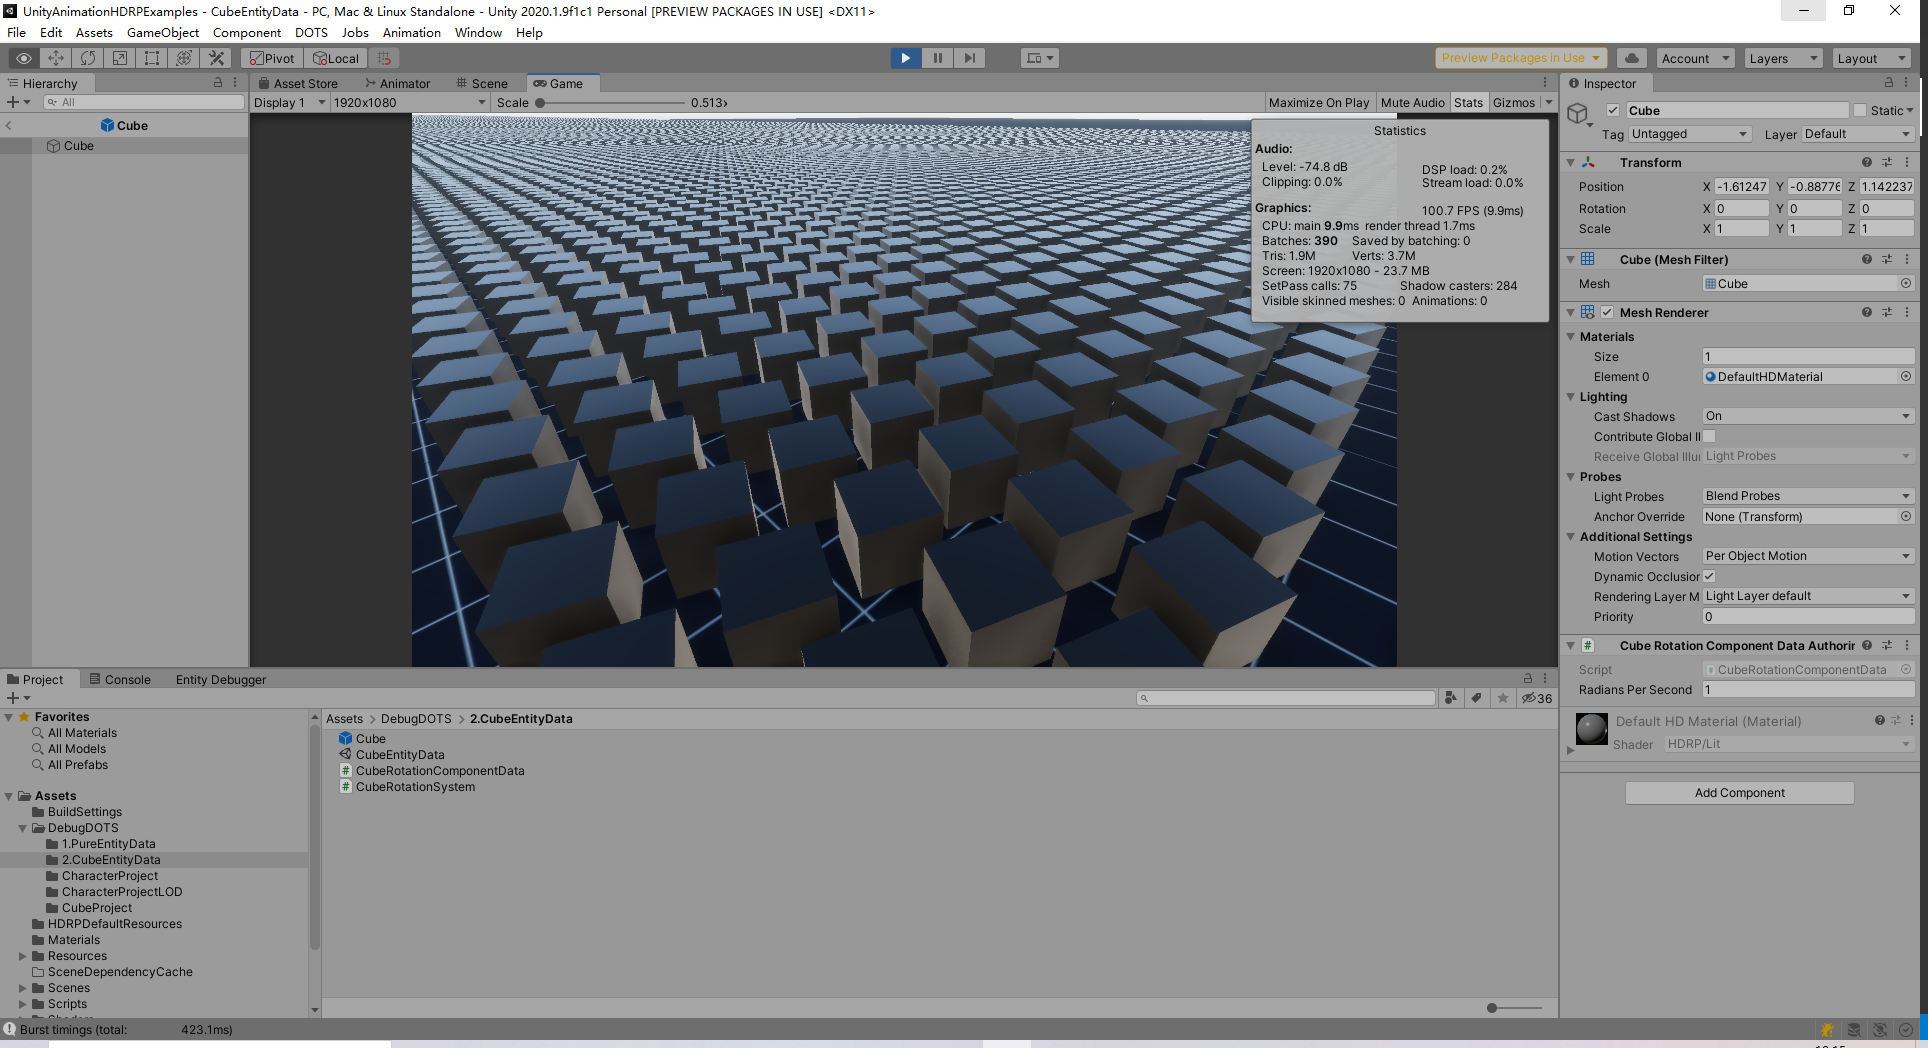 UnityAnimationHDRPExamples - CubeEntityData - PC, Mac & Linux Standalone - Unity 2020.1.9f1c1 Personal [PREVIEW PACKAGES IN USE] <DX11>
File Edit Assets GameObject Component DOTS Jobs Animation Window Help
Pivot Local Preview Packages in Use Account Layers Layout
Hierarchy Asset Store Animator Scene Game Inspector
All Display 1 1920x1080 Scale 0.513x Maximize On Play Mute Audio Stats Gizmos
Cube
Cube
Statistics
Audio:
Level: -74.8 dB DSP load: 0.2%
Clipping: 0.0% Stream load: 0.0%
Graphics: 100.7 FPS (9.9ms)
CPU: main 9.9ms render thread 1.7ms
Batches: 390 Saved by batching: 0
Tris: 1.9M Verts: 3.7M
Screen: 1920x1080 - 23.7 MB
SetPass calls: 75 Shadow casters: 284
Visible skinned meshes: 0 Animations: 0
Cube Static
Tag Untagged Layer Default
Transform
Position X -1.61247 Y -0.88776 Z 1.142237
Rotation X 0 Y 0 Z 0
Scale X 1 Y 1 Z 1
Cube (Mesh Filter)
Mesh Cube
Mesh Renderer
Materials
Size 1
Element 0 DefaultHDMaterial
Lighting
Cast Shadows On
Contribute Global Il
Receive Global Illu Light Probes
Probes
Light Probes Blend Probes
Anchor Override None (Transform)
Additional Settings
Motion Vectors Per Object Motion
Dynamic Occlusior
Rendering Layer M Light Layer default
Priority 0
# Cube Rotation Component Data Authorir
Script CubeRotationComponentData
Radians Per Second 1
Default HD Material (Material)
Shader HDRP/Lit
Add Component
Project Console Entity Debugger
36
Favorites
All Materials
All Models
All Prefabs
Assets
BuildSettings
DebugDOTS
1.PureEntityData
2.CubeEntityData
CharacterProject
CharacterProjectLOD
CubeProject
HDRPDefaultResources
Materials
Resources
SceneDependencyCache
Scenes
Scripts
Assets > DebugDOTS > 2.CubeEntityData
Cube
CubeEntityData
# CubeRotationComponentData
# CubeRotationSystem
Burst timings (total: 423.1ms)